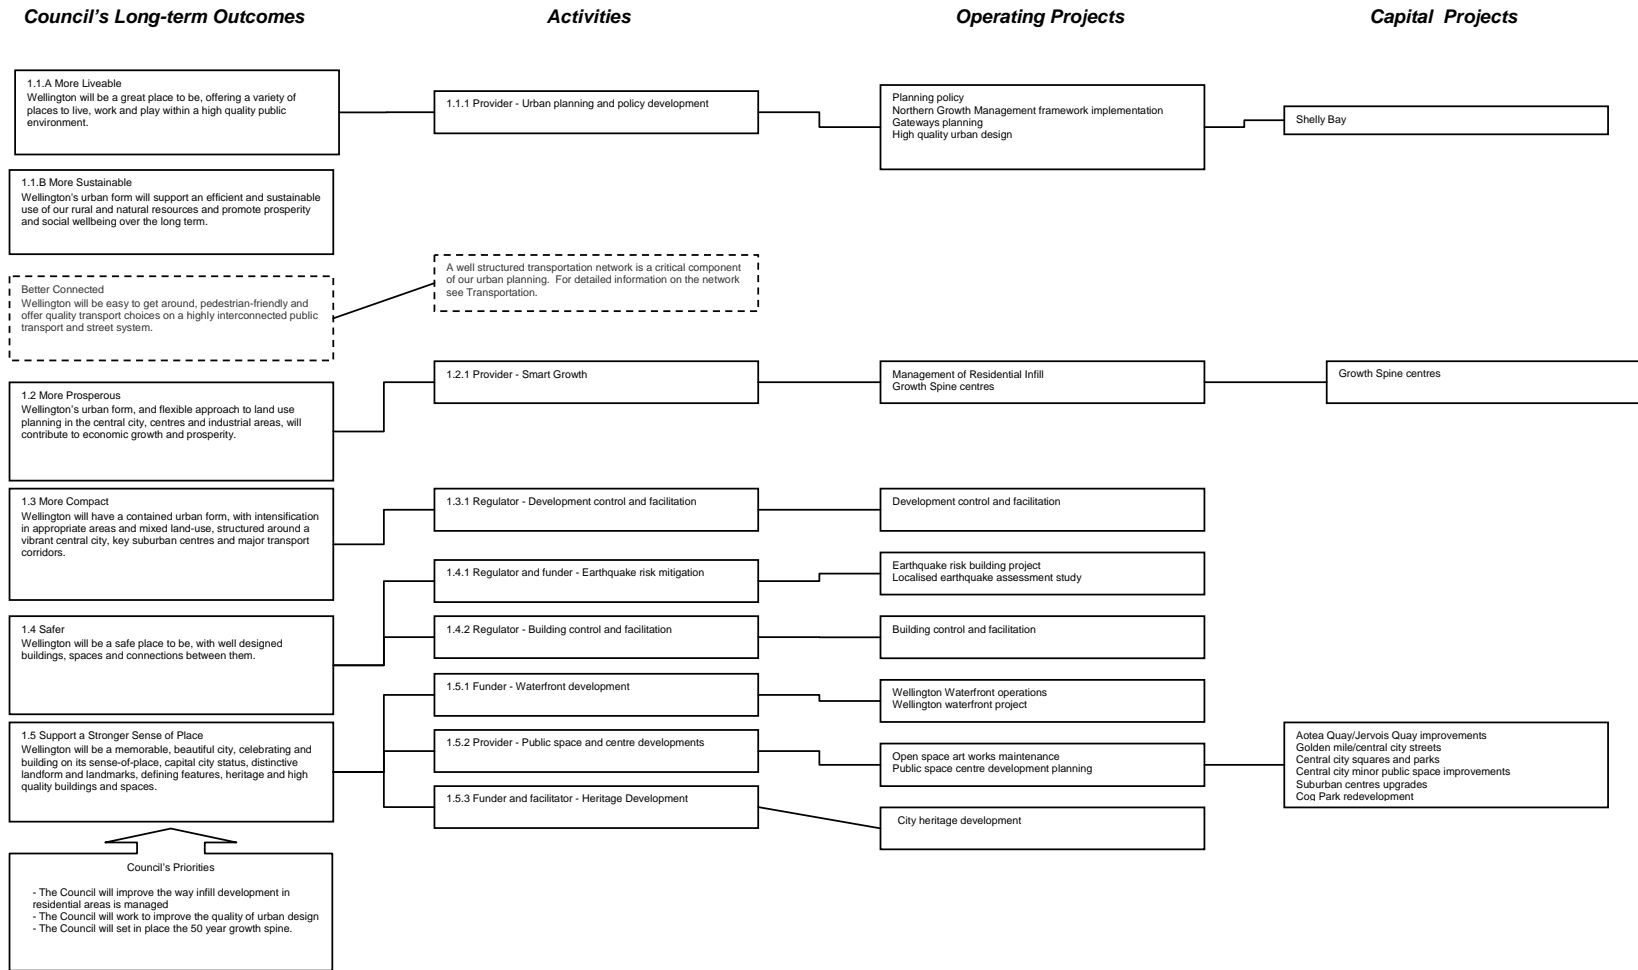 Council's Long-term Outcomes
Activities
Operating Projects
Capital  Projects
1.1.A More Liveable
Wellington will be a great place to be, offering a variety of
places to live, work and play within a high quality public
environment.
1.1.1 Provider - Urban planning and policy development
Planning policy
Northern Growth Management framework implementation
Gateways planning
High quality urban design
Shelly Bay
1.1.B More Sustainable
Wellington's urban form will support an efficient and sustainable
use of our rural and natural resources and promote prosperity
and social wellbeing over the long term.
Better Connected
Wellington will be easy to get around, pedestrian-friendly and
offer quality transport choices on a highly interconnected public
transport and street system.
A well structured transportation network is a critical component
of our urban planning.  For detailed information on the network
see Transportation.
1.2 More Prosperous
Wellington's urban form, and flexible approach to land use
planning in the central city, centres and industrial areas, will
contribute to economic growth and prosperity.
1.2.1 Provider - Smart Growth
Management of Residential Infill
Growth Spine centres
Growth Spine centres
1.3 More Compact
Wellington will have a contained urban form, with intensification
in appropriate areas and mixed land-use, structured around a
vibrant central city, key suburban centres and major transport
corridors.
1.3.1 Regulator - Development control and facilitation
Development control and facilitation
1.4.1 Regulator and funder - Earthquake risk mitigation
Earthquake risk building project
Localised earthquake assessment study
1.4 Safer
Wellington will be a safe place to be, with well designed
buildings, spaces and connections between them.
1.4.2 Regulator - Building control and facilitation
Building control and facilitation
1.5.1 Funder - Waterfront development
Wellington Waterfront operations
Wellington waterfront project
1.5 Support a Stronger Sense of Place
Wellington will be a memorable, beautiful city, celebrating and
building on its sense-of-place, capital city status, distinctive
landform and landmarks, defining features, heritage and high
quality buildings and spaces.
1.5.2 Provider - Public space and centre developments
Open space art works maintenance
Public space centre development planning
Aotea Quay/Jervois Quay improvements
Golden mile/central city streets
Central city squares and parks
Central city minor public space improvements
Suburban centres upgrades
Cog Park redevelopment
1.5.3 Funder and facilitator - Heritage Development
City heritage development
Council's Priorities
- The Council will improve the way infill development in
residential areas is managed
- The Council will work to improve the quality of urban design
- The Council will set in place the 50 year growth spine.